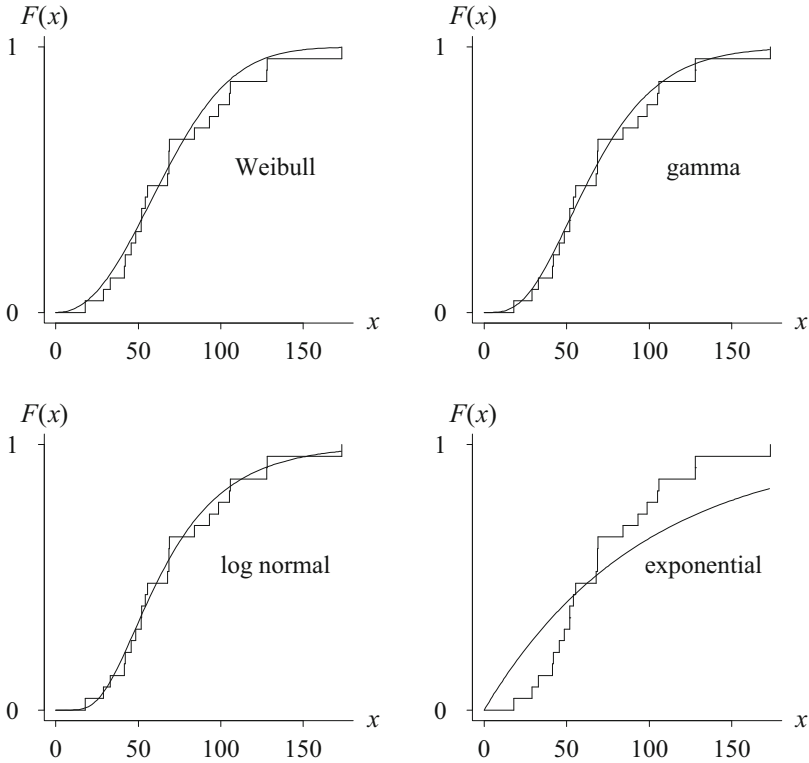 F(x)
1
Weibull
0
x
0 50 100 150
F(x)
1
gamma
0
x
0 50 100 150
F(x)
1
log normal
0
x
0 50 100 150
F(x)
1
exponential
0
x
0 50 100 150